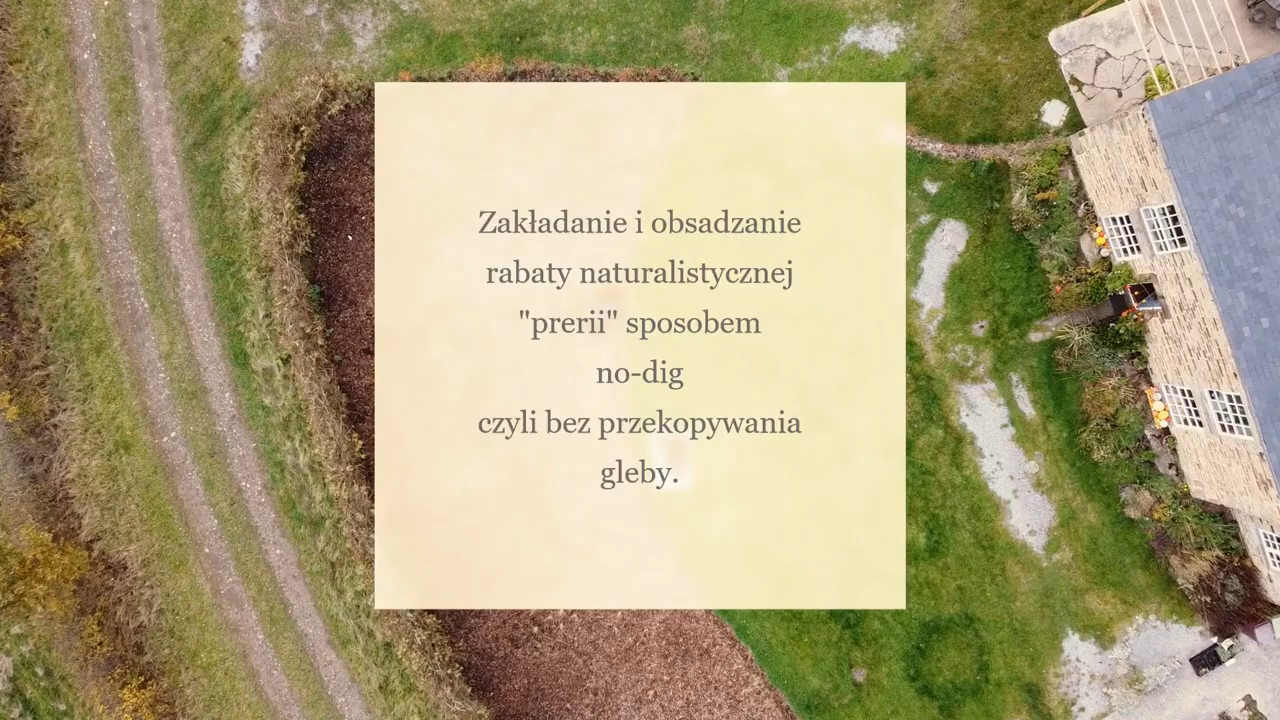 Zakładanie i obsadzanie
rabaty naturalistycznej
"prerii" sposobem
no-dig
czyli bez przekopywania
gleby.